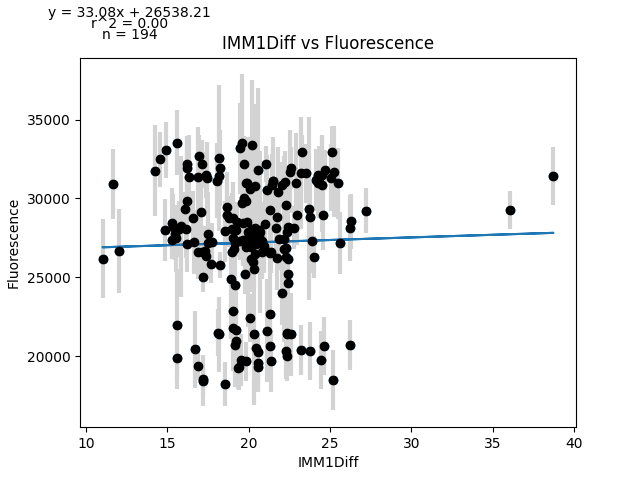 y = 33.08x + 26538.21
r^2 = 0.00
n = 194
IMM1Diff vs Fluorescence
35000
30000
25000
20000
Fluorescence
10 15 20 25 30 35 40
IMM1Diff